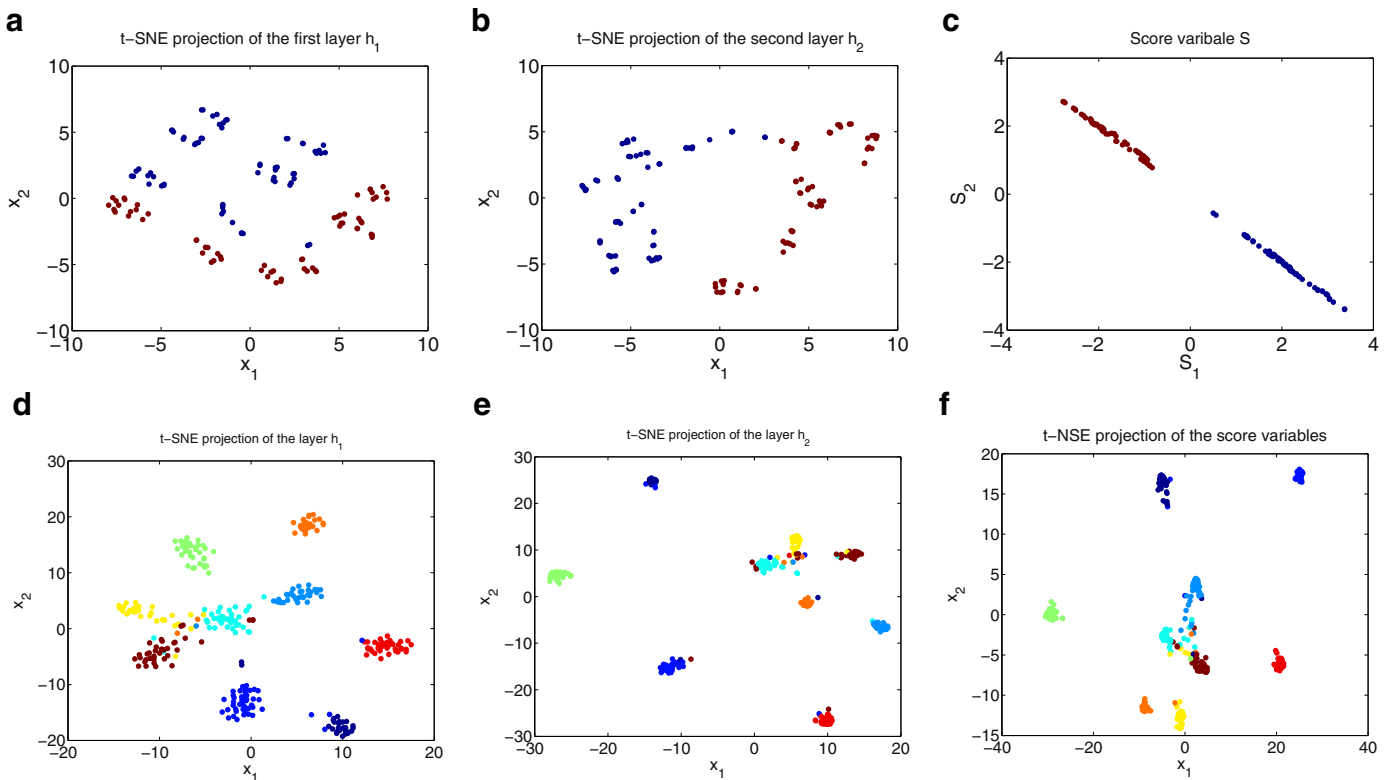 a
t−SNE projection of the first layer h1
10
5
0
−5
−10
−10
−5
0
5
10
x2
x1
b
t−SNE projection of the second layer h2
10
5
0
−5
−10
−10
−5
0
5
10
x2
x1
c
Score varibale S
4
2
0
−2
−4
−4
−2
0
2
4
S2
S1
d
t−SNE projection of the layer h1
30
20
10
0
−10
−20
−20
−10
0
10
20
x2
x1
e
t−SNE projection of the layer h2
30
20
10
0
−10
−20
−30
−30
−20
−10
0
10
20
x2
x1
f
t−NSE projection of the score variables
20
15
10
5
0
−5
−10
−15
−40
−20
0
20
40
x2
x1